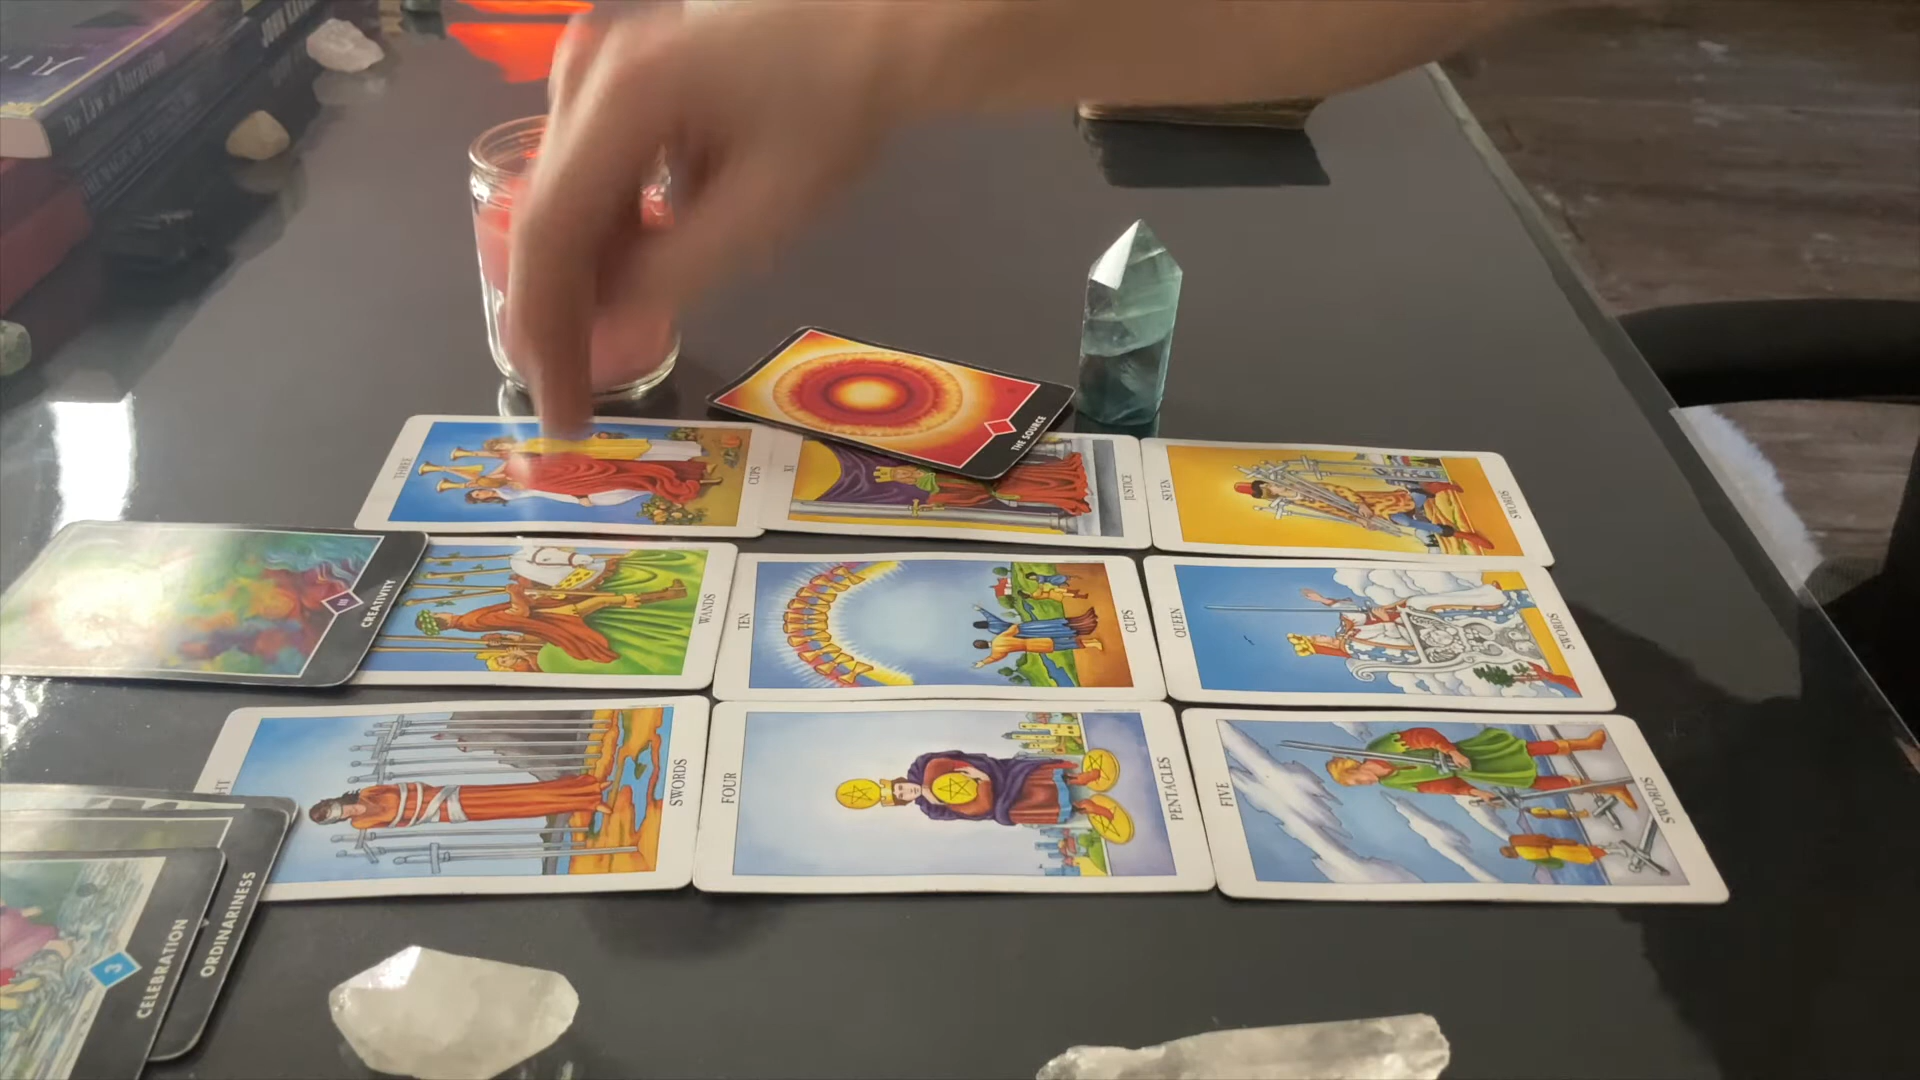 The Law of Attraction
THE SOURCE
THREE
CUPS
XI
JUSTICE
SEVEN
SWORDS
III
CREATIVITY
WANDS
TEN
CUPS
QUEEN
SWORDS
SWORDS
FOUR
PENTACLES
FIVE
SWORDS
3
CELEBRATION
ORDINARINESS